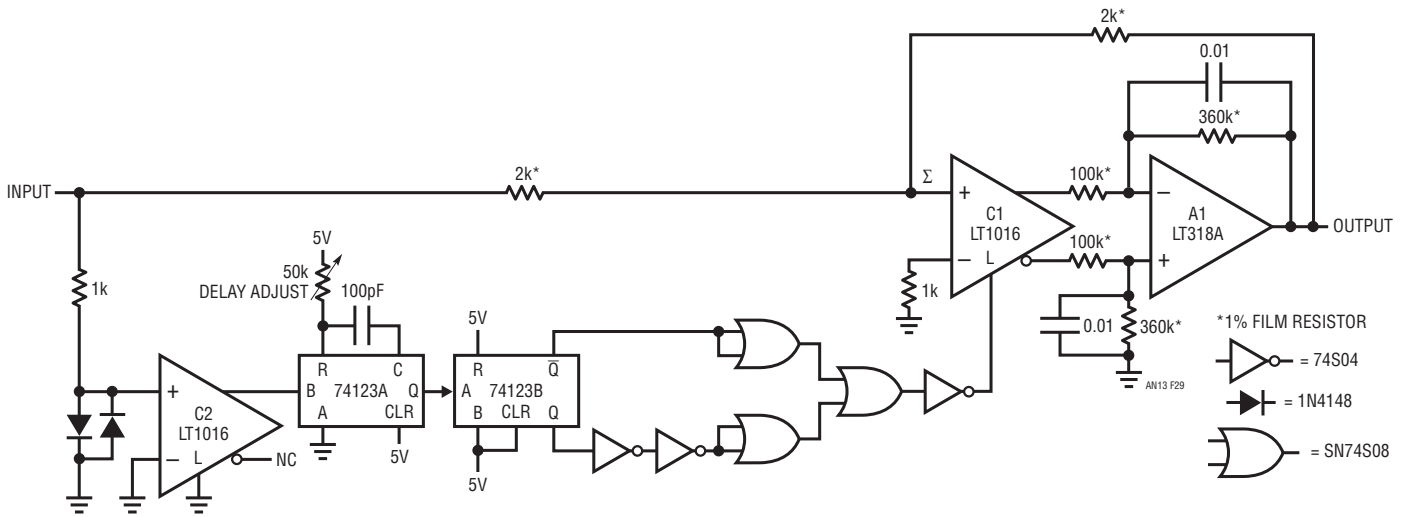 2k*
0.01
360k*
INPUT
2k*
Σ
+
C1
LT1016
−
L
100k*
100k*
−
A1
LT318A
+
OUTPUT
1k
0.01
360k*
AN13 F29
1k
5V
50k
DELAY ADJUST
100pF
R
C
B
74123A
Q
A
CLR
5V
5V
R
Q
A
74123B
B
CLR
Q
5V
+
C2
LT1016
−
L
NC
*1% FILM RESISTOR
= 74S04
= 1N4148
= SN74S08